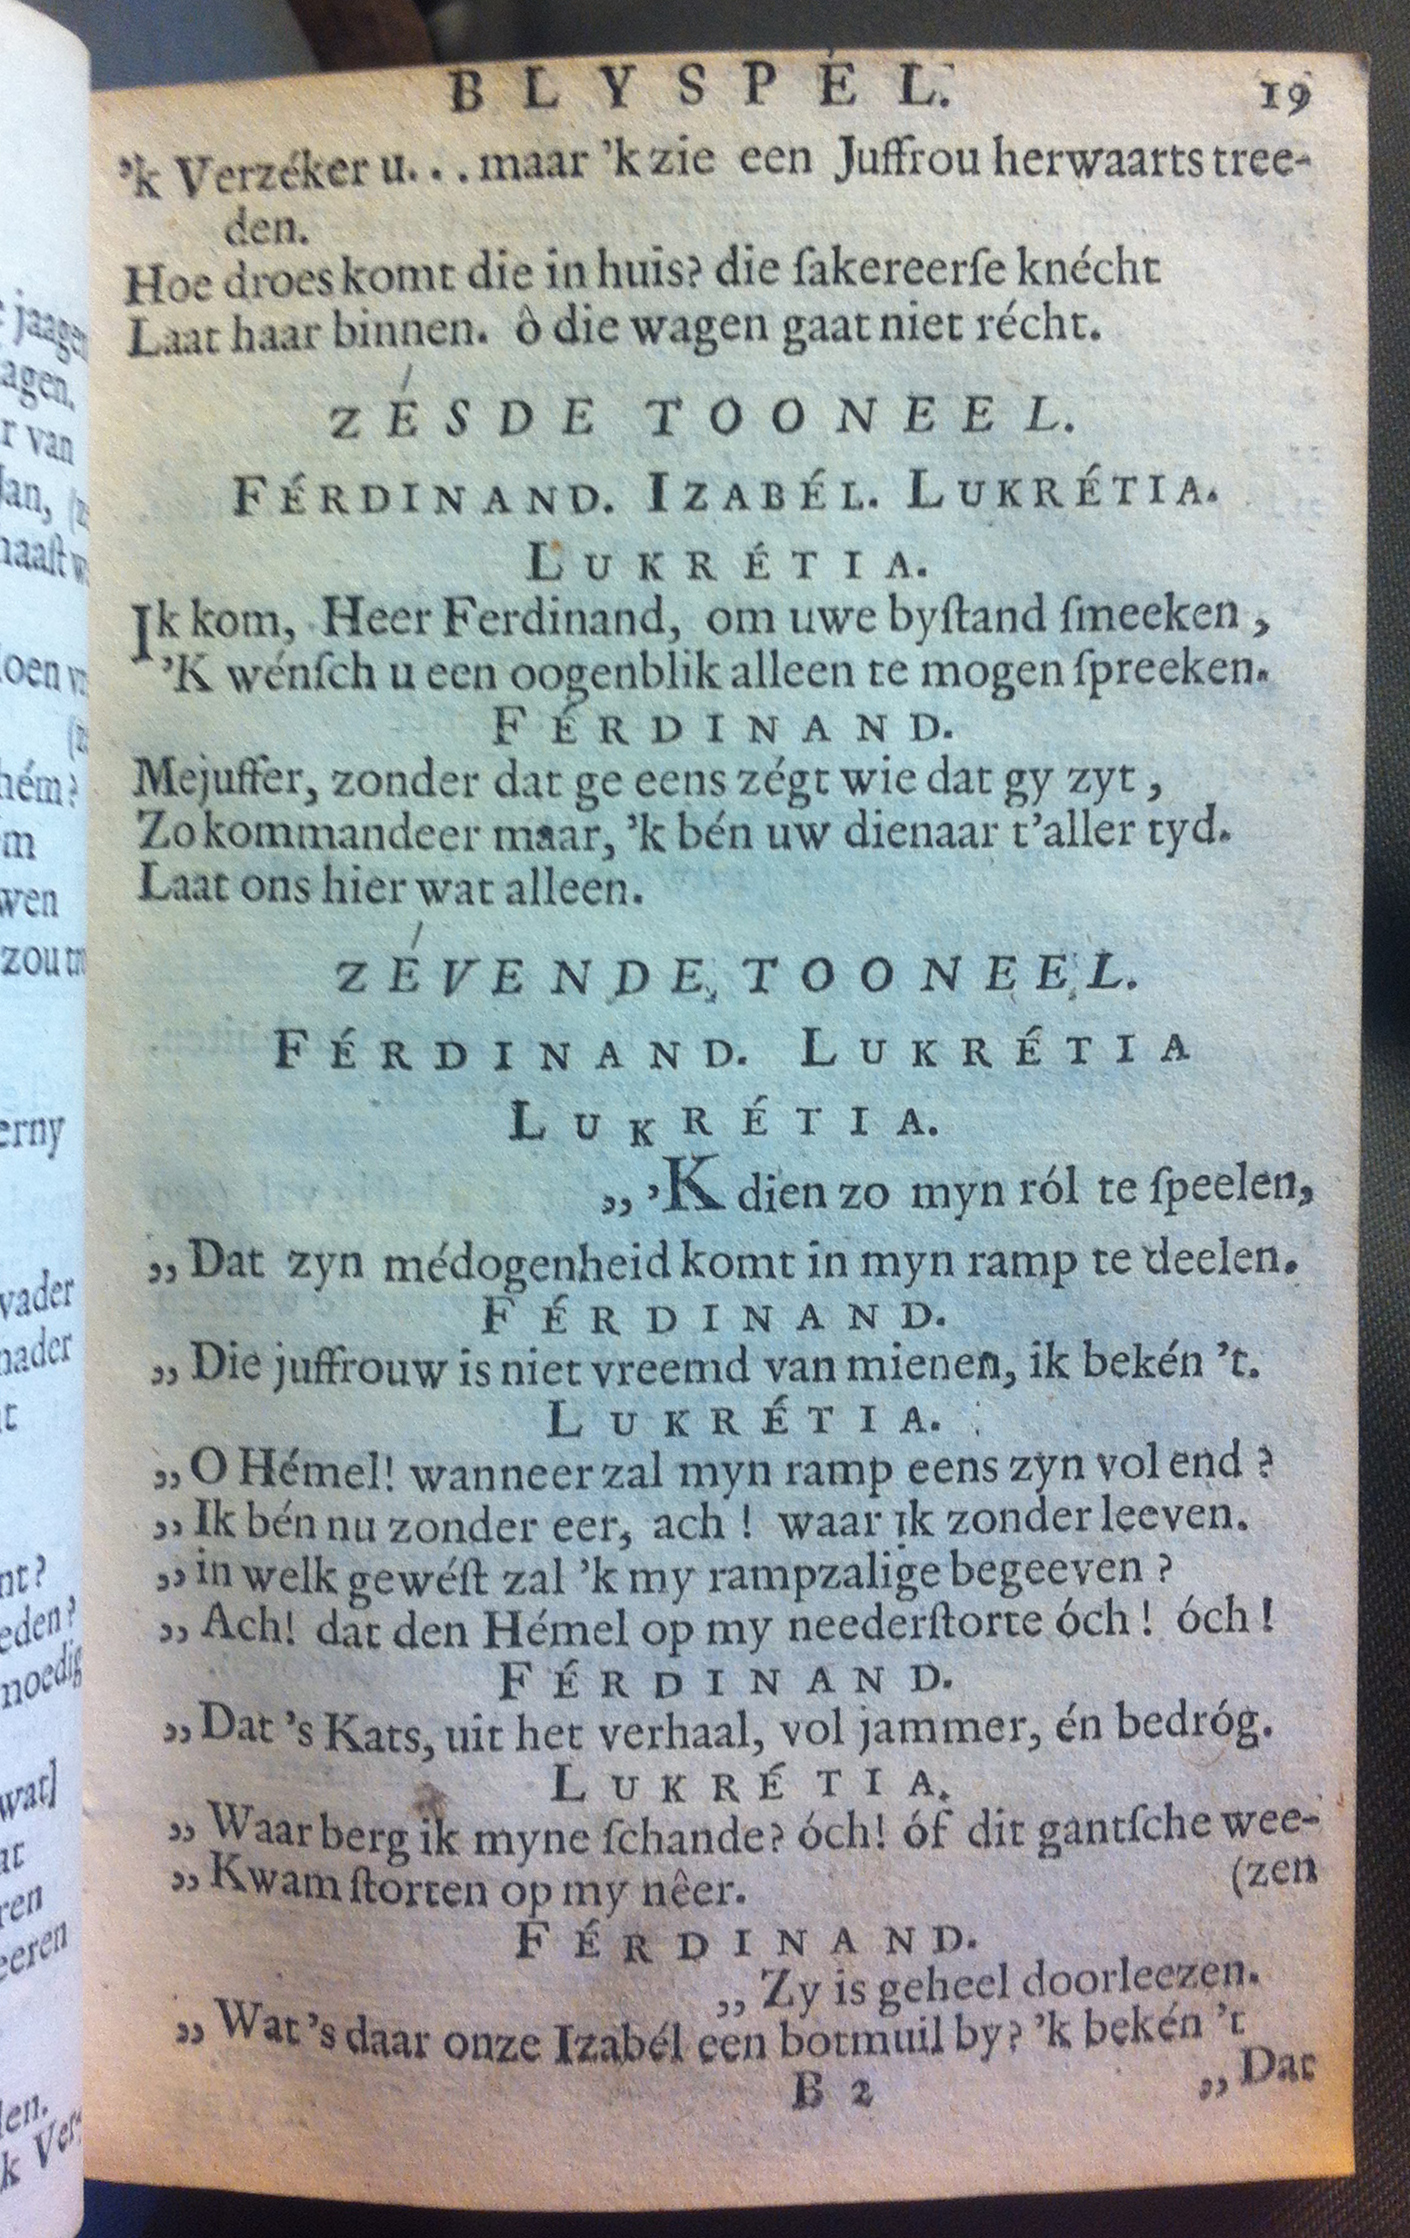 BLYSPÉL. 19
’k Verzéker u... maar ’k zie een Juffrou herwaarts tree-
den.
Hoe droes komt die in huis? die ſakereerſe knécht
Laat haar binnen. ô die wagen gaat niet récht.
ZÉSDE TOONEEL.
FÉRDINAND. IZABÉL. LUKRÉTIA.
LUKRÉTIA.
Ik kom, Heer Ferdinand, om uwe byſtand ſmeeken,
’K wénſch u een oogenblik alleen te mogen ſpreeken.
FÉRDINAND.
Mejuffer, zonder dat ge eens zégt wie dat gy zyt,
Zo kommandeer maar, ’k bén uw dienaar t’aller tyd.
Laat ons hier wat alleen.
ZÉVENDE TOONEEL.
FÉRDINAND. LUKRÉTIA
LUKRÉTIA.
„ ’K dien zo myn ról te ſpeelen,
„ Dat zyn médogenheid komt in myn ramp te deelen.
FÉRDINAND.
„ Die juffrouw is niet vreemd van mienen, ik bekén ’t.
LUKRÉTIA.
„ O Hémel! wanneer zal myn ramp eens zyn vol end?
„ Ik bén nu zonder eer, ach! waar ik zonder leeven.
„ in welk gewéſt zal ’k my rampzalige begeeven?
„ Ach! dat den Hémel op my neederſtorte óch! óch!
FÉRDINAND.
„ Dat ’s Kats, uit het verhaal, vol jammer, én bedróg.
LUKRÉTIA.
„ Waar berg ik myne ſchande? óch! óf dit gantſche wee-
(zen
„ Kwam ſtorten op my nêer.
FÉRDINAND.
„ Zy is geheel doorleezen.
„ Wat ’s daar onze Izabél een botmuil by? ’k bekén ’t
B 2 „ Dat